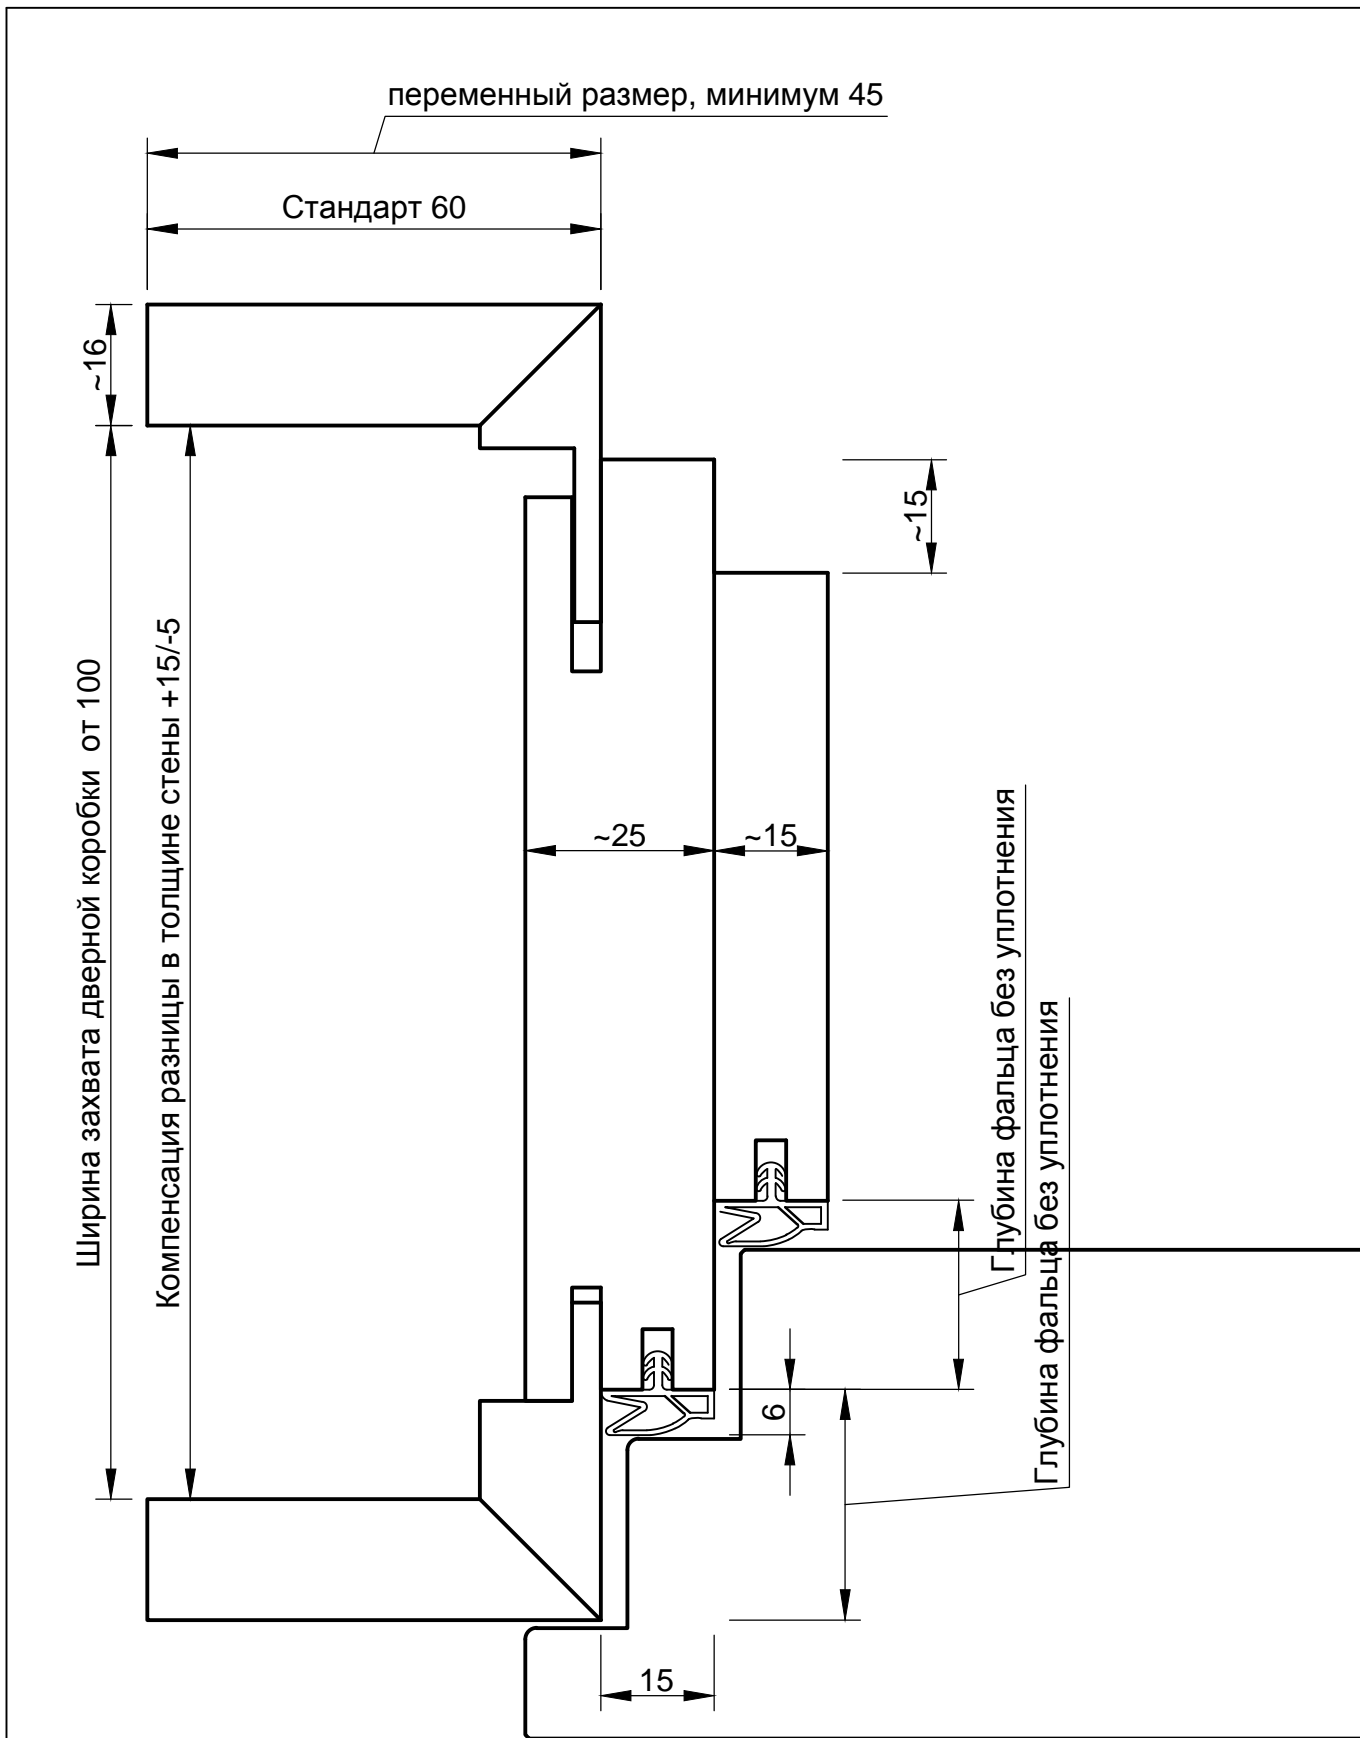 переменный размер, минимум 45
Стандарт 60
~16
~15
Ширина захвата дверной коробки от 100
Компенсация разницы в толщине стены +15/-5
~25
~15
Глубина фальца без уплотнения
Глубина фальца без уплотнения
6
15